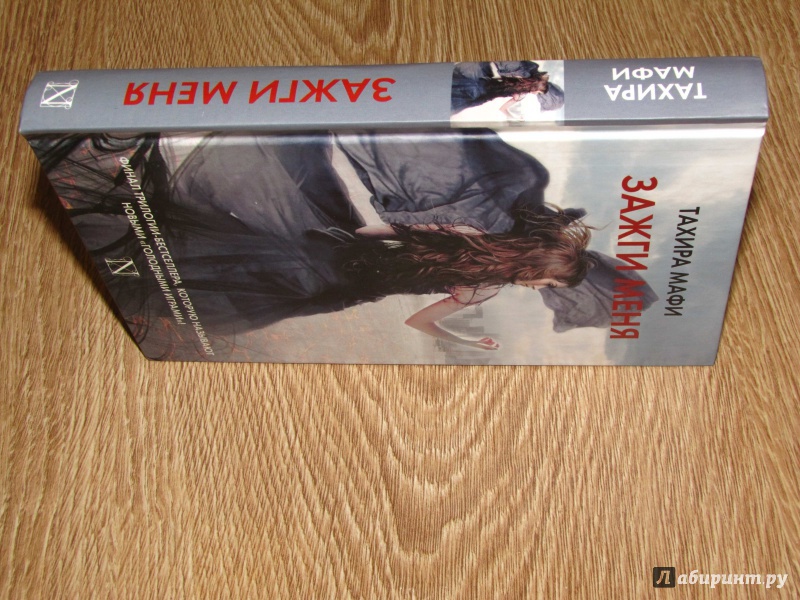 ЗАЖГИ МЕНЯ
ТАХИРА
МАФИ
ТАХИРА МАФИ
ЗАЖГИ МЕНЯ
ФИНАЛ ТРИЛОГИИ-БЕСТСЕЛЛЕРА, КОТОРУЮ НАЗЫВАЮТ
НОВЫМИ «ГОЛОДНЫМИ ИГРАМИ»!
Лабиринт.ру